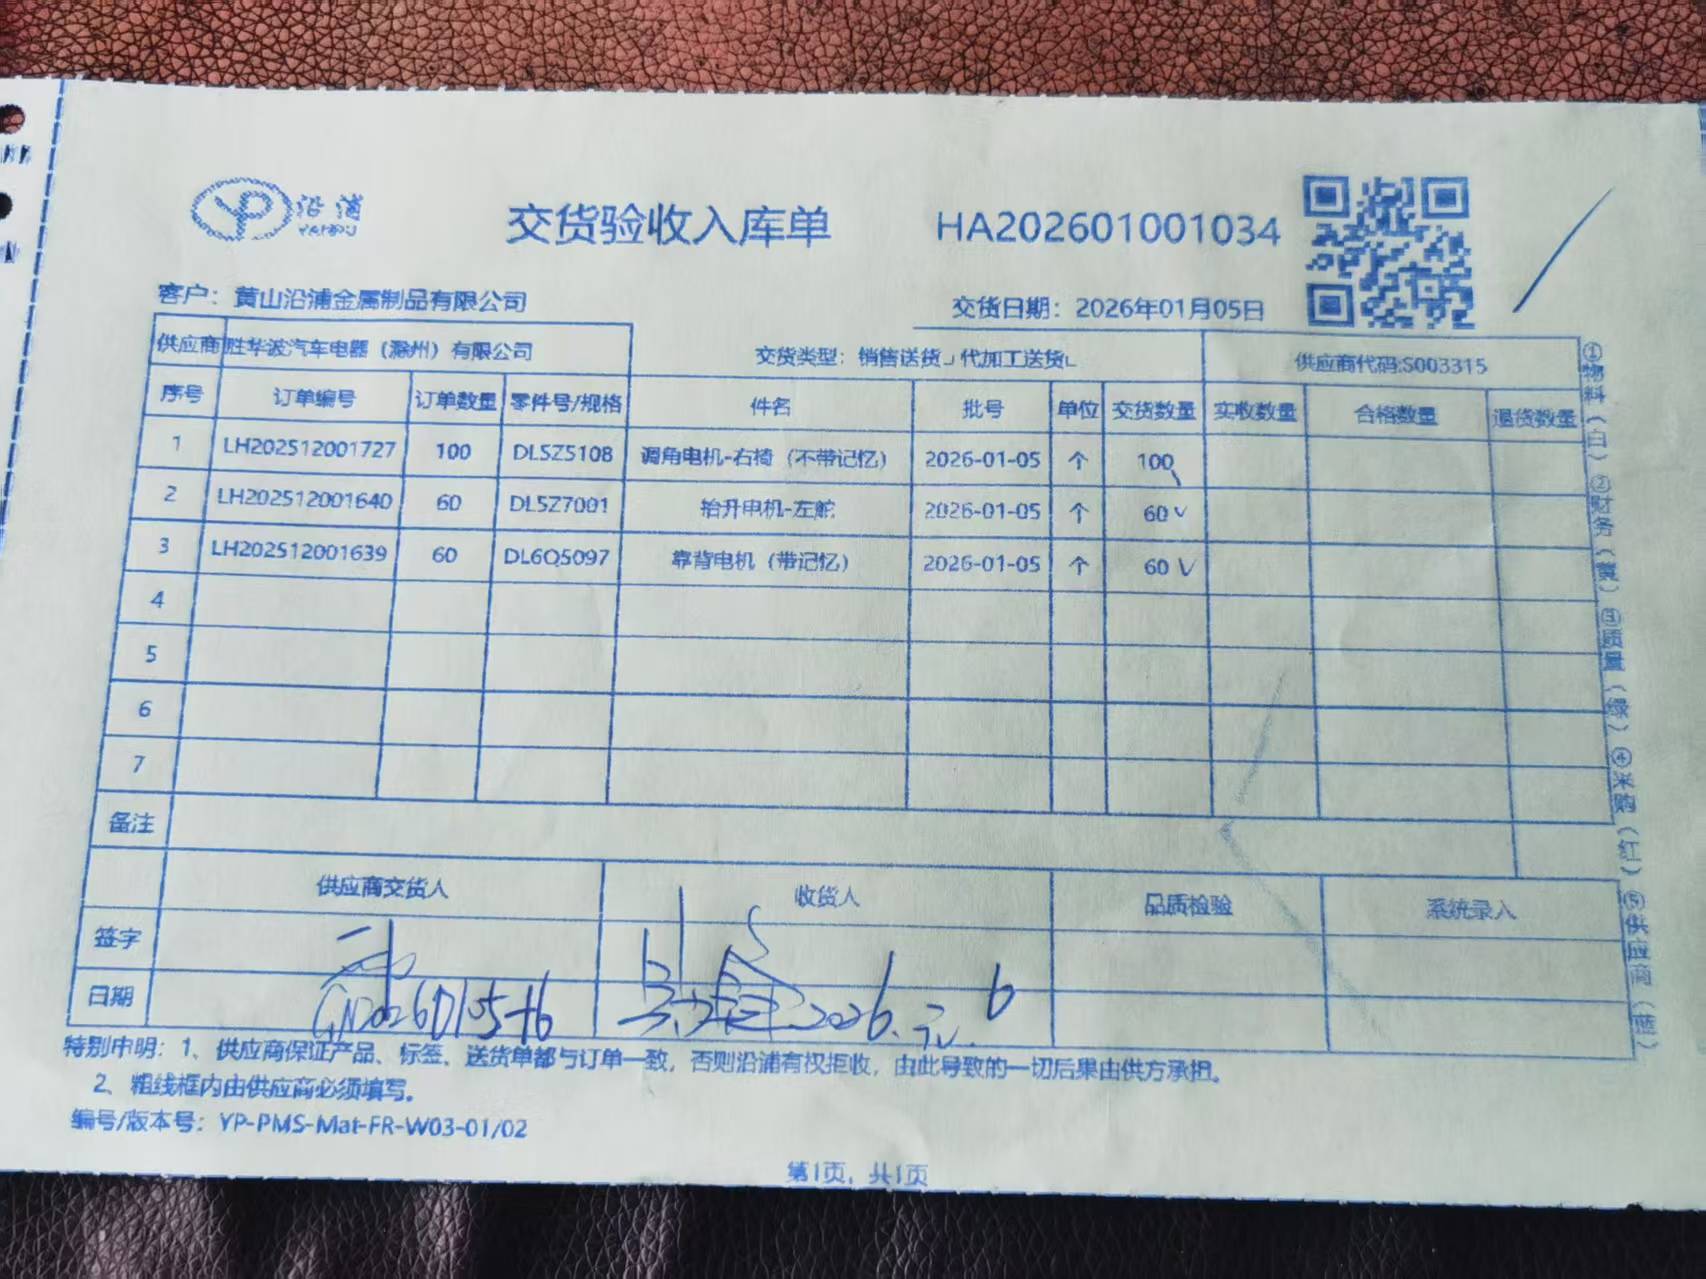 沿浦
YANPU
交货验收入库单
HA202601001034
客户：黄山沿浦金属制品有限公司
交货日期：2026年01月05日
供应商 胜华波汽车电器（滁州）有限公司 交货类型：销售送货 代加工送货 供应商代码:S003315
序号 订单编号 订单数量 零件号/规格 件名 批号 单位 交货数量 实收数量 合格数量 退货数量
1 LH202512001727 100 DL5Z5108 调角电机-右椅（不带记忆） 2026-01-05 个 100
2 LH202512001640 60 DL5Z7001 抬升电机-左舵 2026-01-05 个 60
3 LH202512001639 60 DL6Q5097 靠背电机（带记忆） 2026-01-05 个 60
4
5
6
7
备注
供应商交货人 收货人 品质检验 系统录入
签字
日期 2026.
特别申明：1、供应商保证产品、标签、送货单都与订单一致，否则沿浦有权拒收，由此导致的一切后果由供方承担。
2、粗线框内由供应商必须填写。
编号/版本号：YP-PMS-Mat-FR-W03-01/02
第1页，共1页
①物料（白）②财务（黄）③质量（绿）④采购（红）⑤供应商（蓝）